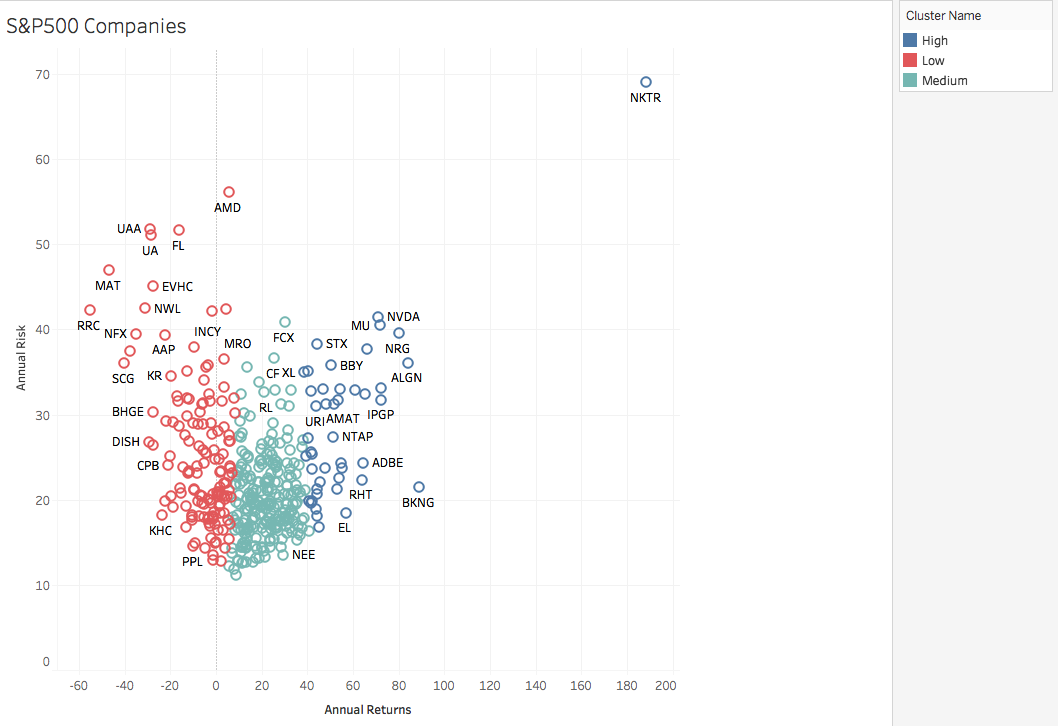 S&P500 Companies
Cluster Name
High
Low
Medium
70
NKTR
60
AMD
UAA
50
UA
FL
MAT
EVHC
NWL
NVDA
40
RRC
NFX
INCY
MU
AAP
MRO
FCX
STX
NRG
SCG
KR
CF
XL
BBY
ALGN
30
BHGE
RL
URI
AMAT
IPGP
DISH
NTAP
CPB
ADBE
20
RHT
BKNG
KHC
EL
PPL
NEE
10
0
Annual Risk
-60 -40 -20 0 20 40 60 80 100 120 140 160 180 200
Annual Returns